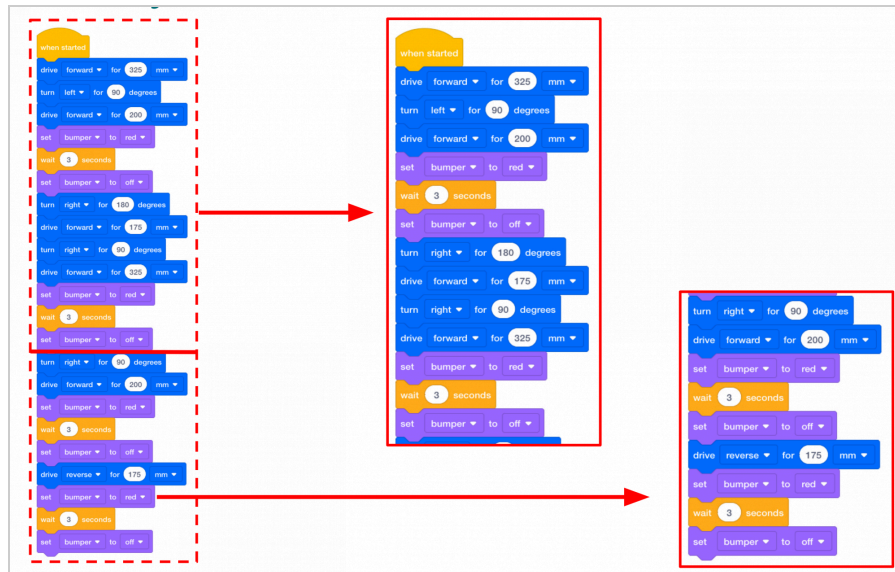 when started
drive forward for 325 mm
turn left for 90 degrees
drive forward for 200 mm
set bumper to red
wait 3 seconds
set bumper to off
turn right for 180 degrees
drive forward for 175 mm
turn right for 90 degrees
drive forward for 325 mm
set bumper to red
wait 3 seconds
set bumper to off
turn right for 90 degrees
drive forward for 200 mm
set bumper to red
wait 3 seconds
set bumper to off
drive reverse for 175 mm
set bumper to red
wait 3 seconds
set bumper to off
when started
drive forward for 325 mm
turn left for 90 degrees
drive forward for 200 mm
set bumper to red
wait 3 seconds
set bumper to off
turn right for 180 degrees
drive forward for 175 mm
turn right for 90 degrees
drive forward for 325 mm
set bumper to red
wait 3 seconds
set bumper to off
turn right for 90 degrees
drive forward for 200 mm
set bumper to red
wait 3 seconds
set bumper to off
drive reverse for 175 mm
set bumper to red
wait 3 seconds
set bumper to off